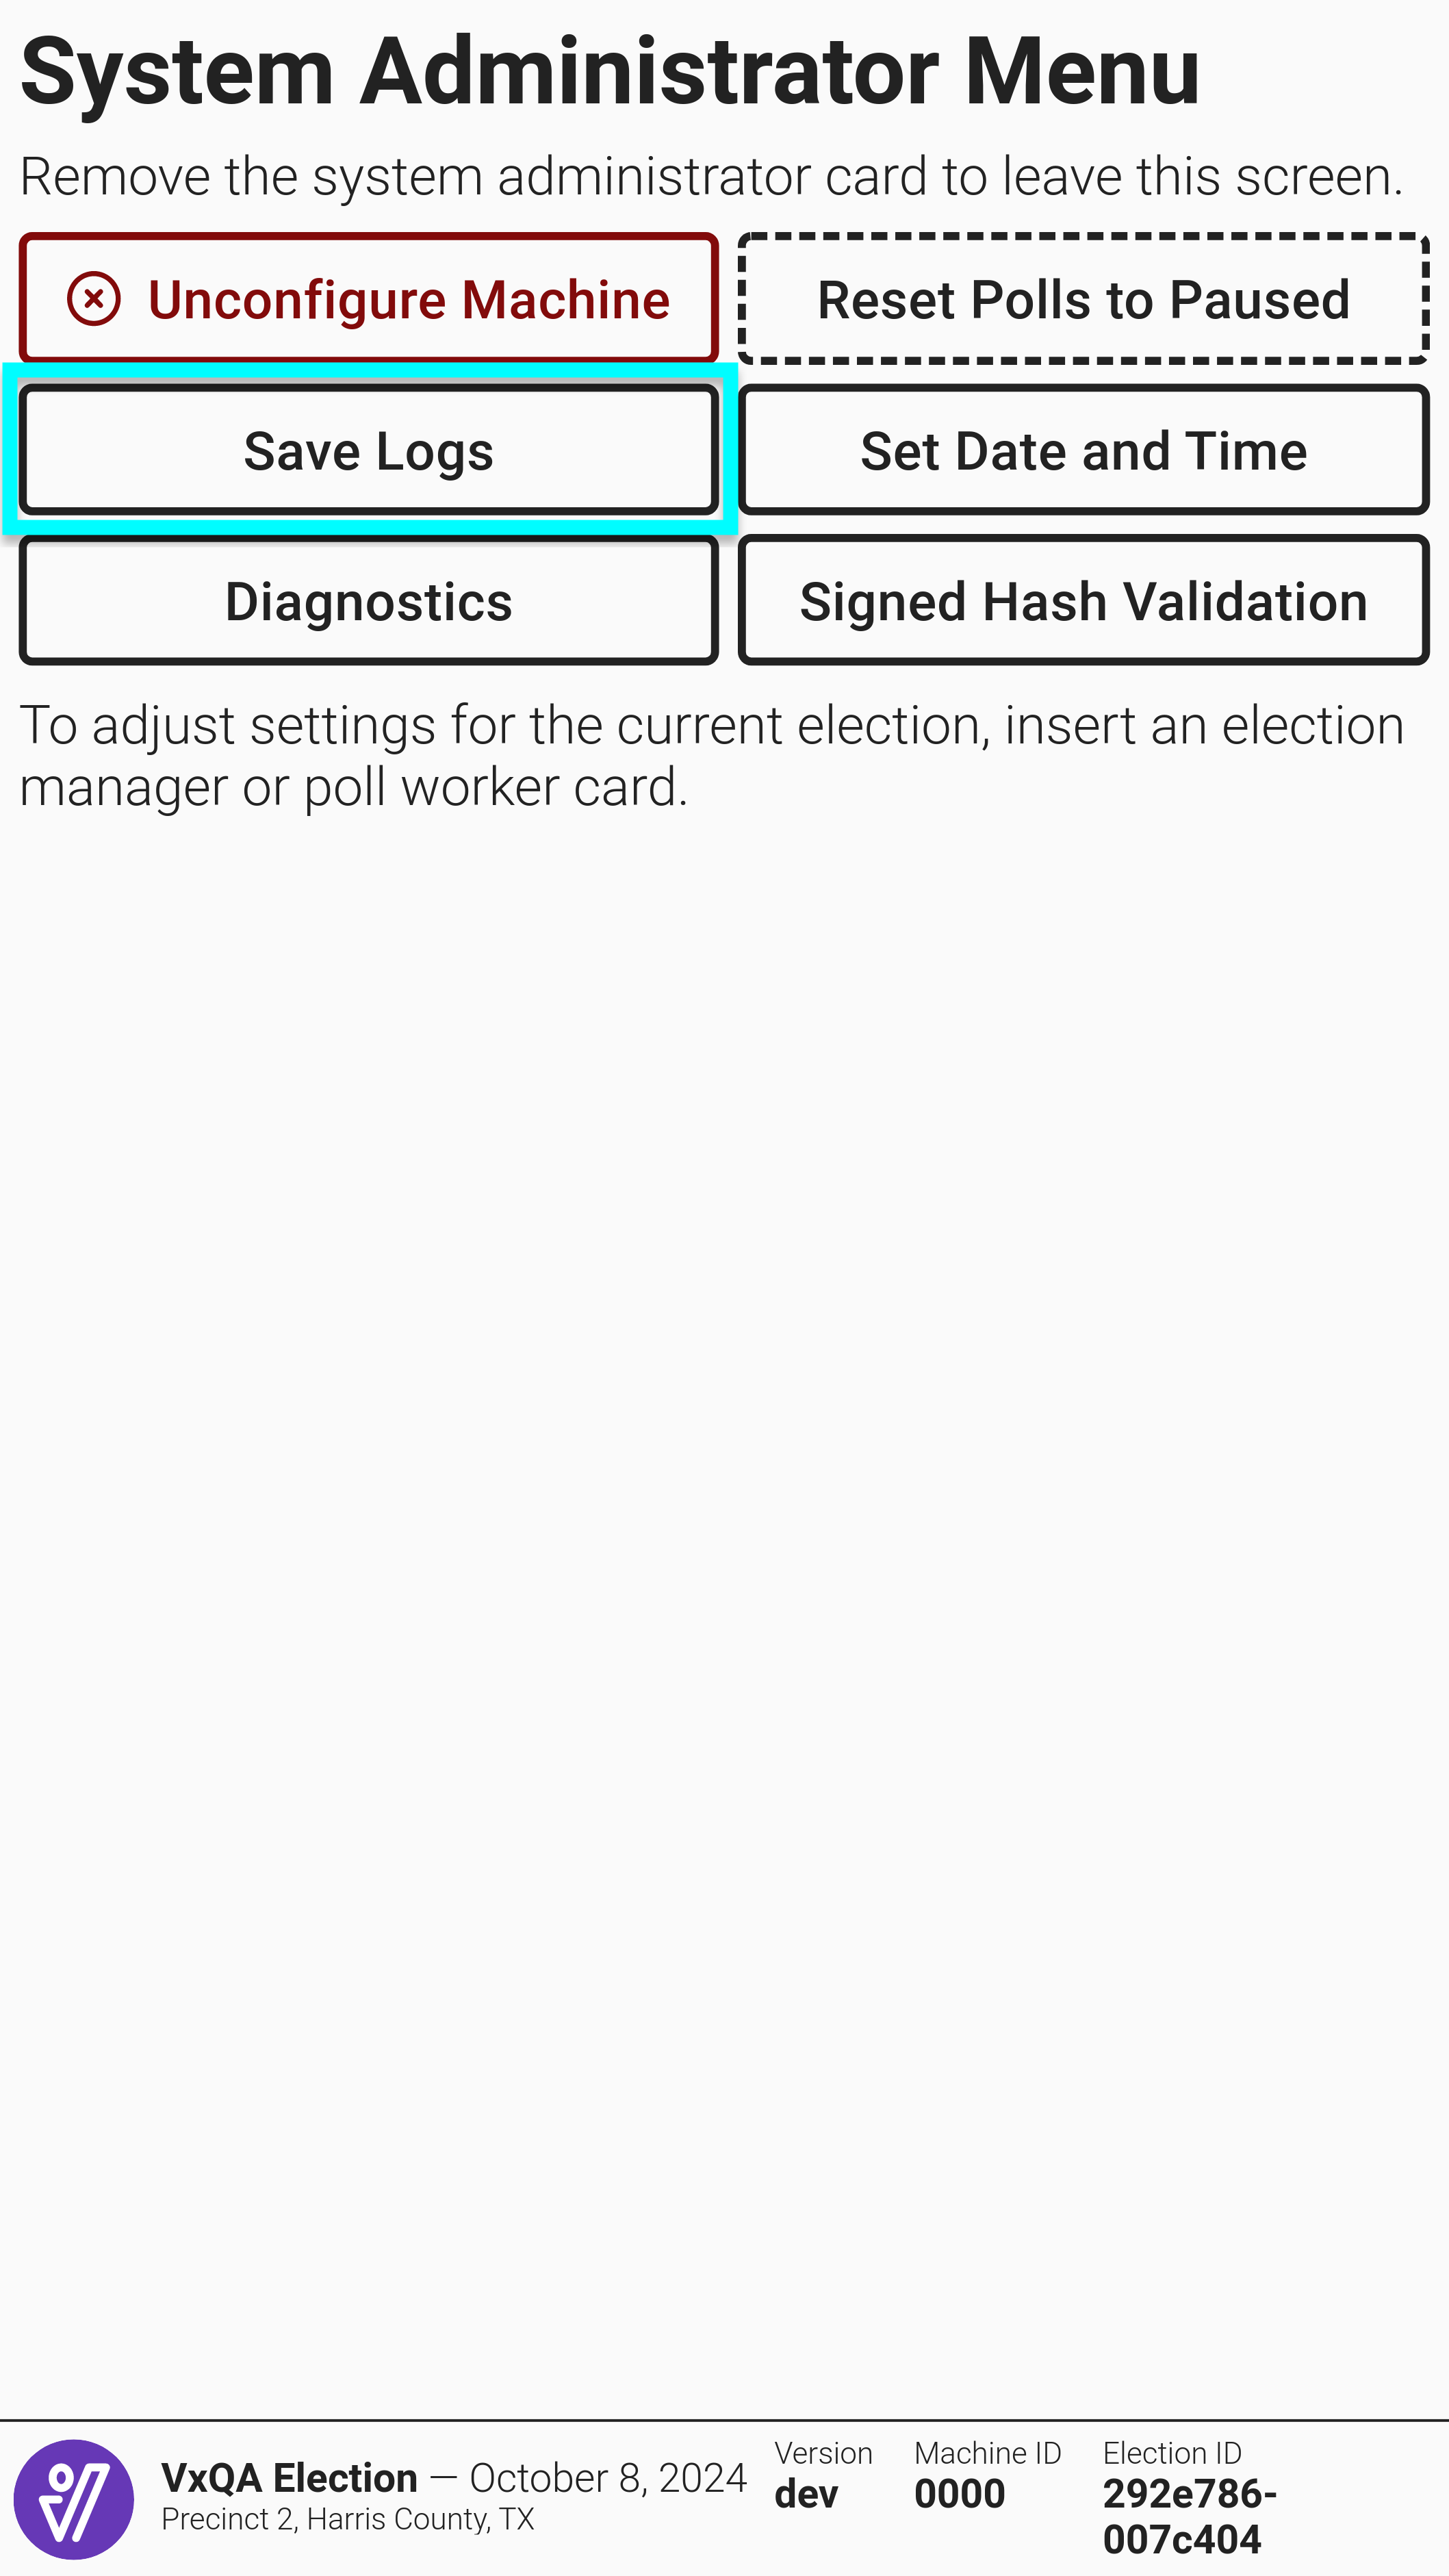 System Administrator Menu
Remove the system administrator card to leave this screen.
Unconfigure Machine
Reset Polls to Paused
Save Logs
Set Date and Time
Diagnostics
Signed Hash Validation
To adjust settings for the current election, insert an election
manager or poll worker card.
VxQA Election — October 8, 2024
Precinct 2, Harris County, TX
Version
dev
Machine ID
0000
Election ID
292e786-
007c404